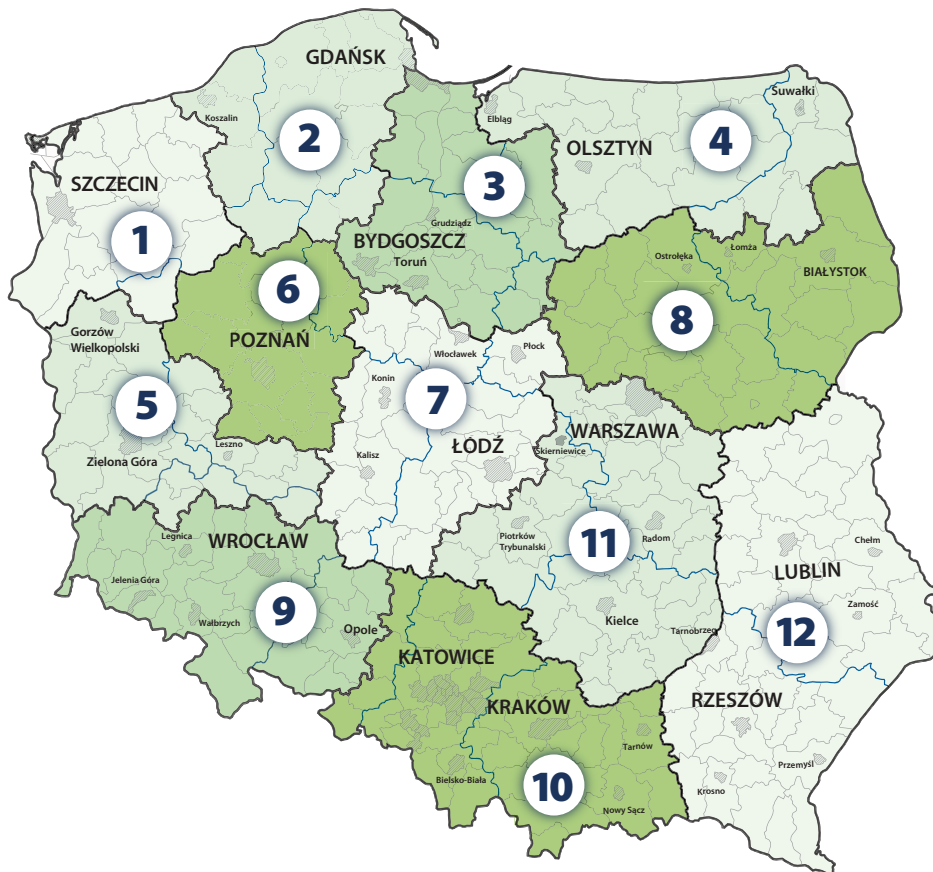 GDAŃSK
Suwałki
Koszalin
Elbląg
2
4
OLSZTYN
SZCZECIN
3
Grudziądz
1
BYDGOSZCZ
Toruń
Ostrołęka
Łomża
BIAŁYSTOK
6
8
Gorzów
Wielkopolski
POZNAŃ
Włocławek
Płock
Konin
5
7
WARSZAWA
Leszno
ŁÓDŹ
Skierniewice
Zielona Góra
Kalisz
Legnica
WROCŁAW
Piotrków
Trybunalski
11
Radom
Chełm
LUBLIN
Jelenia Góra
9
Wałbrzych
Opole
Kielce
Zamość
Tarnobrzeg
12
KATOWICE
KRAKÓW
RZESZÓW
Tarnów
Przemyśl
Bielsko-Biała
10
Krosno
Nowy Sącz